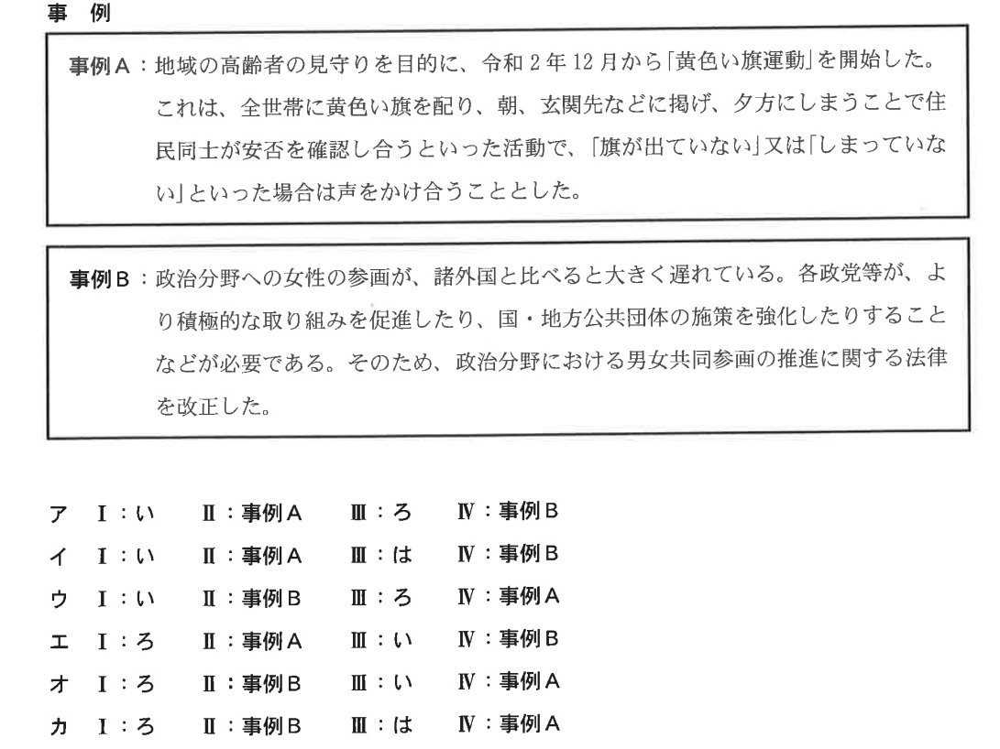 事　例
事例A：地域の高齢者の見守りを目的に、令和2年12月から「黄色い旗運動」を開始した。
これは、全世帯に黄色い旗を配り、朝、玄関先などに掲げ、夕方にしまうことで住
民同士が安否を確認し合うといった活動で、「旗が出ていない」又は「しまっていな
い」といった場合は声をかけ合うこととした。
事例B：政治分野への女性の参画が、諸外国と比べると大きく遅れている。各政党等が、よ
り積極的な取り組みを促進したり、国・地方公共団体の施策を強化したりすること
などが必要である。そのため、政治分野における男女共同参画の推進に関する法律
を改正した。
ア　Ⅰ：い　Ⅱ：事例A　Ⅲ：ろ　Ⅳ：事例B
イ　Ⅰ：い　Ⅱ：事例A　Ⅲ：は　Ⅳ：事例B
ウ　Ⅰ：い　Ⅱ：事例B　Ⅲ：ろ　Ⅳ：事例A
エ　Ⅰ：ろ　Ⅱ：事例A　Ⅲ：い　Ⅳ：事例B
オ　Ⅰ：ろ　Ⅱ：事例B　Ⅲ：い　Ⅳ：事例A
カ　Ⅰ：ろ　Ⅱ：事例B　Ⅲ：は　Ⅳ：事例A